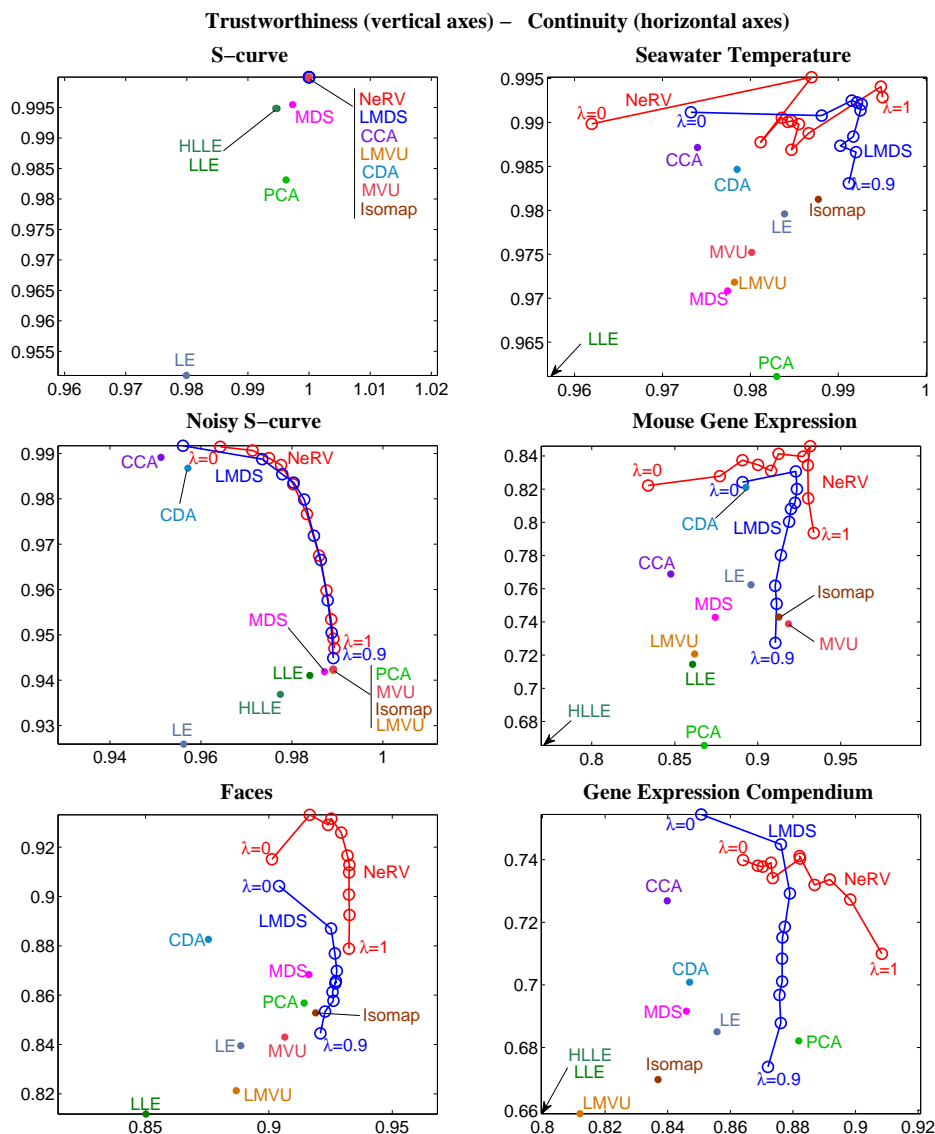 Trustworthiness (vertical axes) − Continuity (horizontal axes)
S−curve
0.995
0.99
0.985
0.98
0.975
0.97
0.965
0.96
0.955
0.96 0.97 0.98 0.99 1 1.01 1.02
NeRV
LMDS
CCA
LMVU
CDA
MVU
Isomap
MDS
HLLE
LLE
PCA
LE
Seawater Temperature
0.995
0.99
0.985
0.98
0.975
0.97
0.965
0.96 0.97 0.98 0.99 1
NeRV
λ=0
λ=0
λ=1
LMDS
λ=0.9
CCA
CDA
Isomap
LE
MVU
LMVU
MDS
LLE
PCA
Noisy S−curve
0.99
0.98
0.97
0.96
0.95
0.94
0.93
0.94 0.96 0.98 1
CCA
λ=0
NeRV
LMDS
CDA
MDS
λ=1
λ=0.9
LLE
PCA
MVU
HLLE
Isomap
LMVU
LE
Mouse Gene Expression
0.84
0.82
0.8
0.78
0.76
0.74
0.72
0.7
0.68
0.8 0.85 0.9 0.95
λ=0
NeRV
λ=0
CDA
LMDS
λ=1
CCA
LE
Isomap
MDS
MVU
LMVU
λ=0.9
LLE
HLLE
PCA
Faces
0.92
0.9
0.88
0.86
0.84
0.82
0.85 0.9 0.95
λ=0
NeRV
λ=0
LMDS
CDA
λ=1
MDS
PCA
Isomap
LE
MVU
λ=0.9
LMVU
LLE
Gene Expression Compendium
0.74
0.72
0.7
0.68
0.66
0.8 0.82 0.84 0.86 0.88 0.9 0.92
λ=0
LMDS
λ=0
NeRV
CCA
CDA
λ=1
MDS
LE
PCA
HLLE
LLE
Isomap
λ=0.9
LMVU